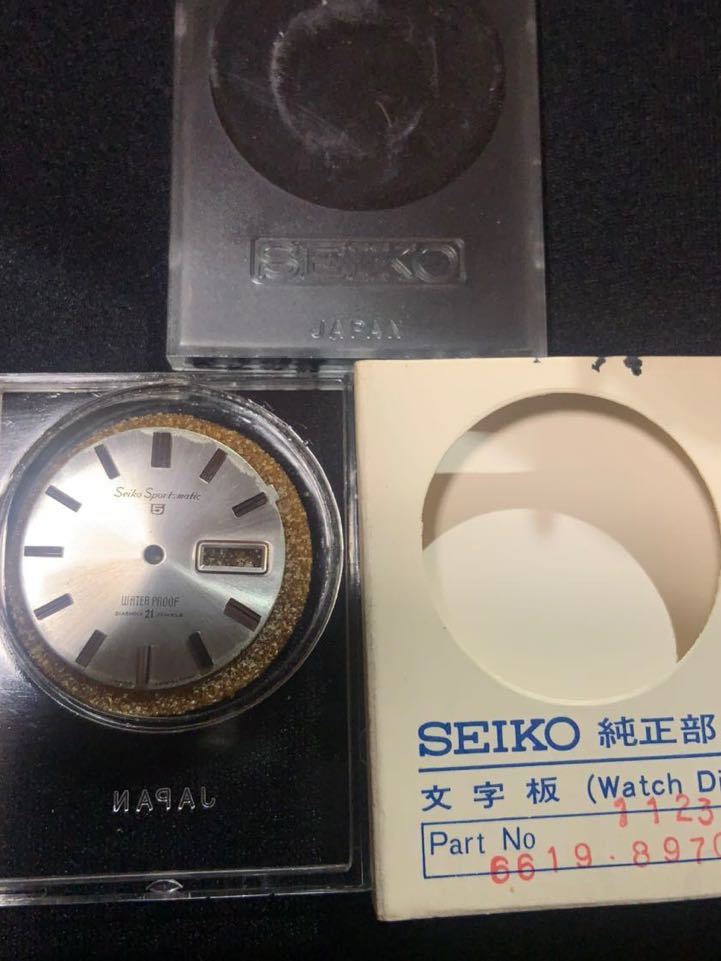 SEIKO
JAPAN
Seiko Sportsmatic
5
WATER PROOF
DIASHOCK 21 JEWELS
JAPAN
SEIKO 純正部
文字板 (Watch Di
1123
Part No
6619·8970